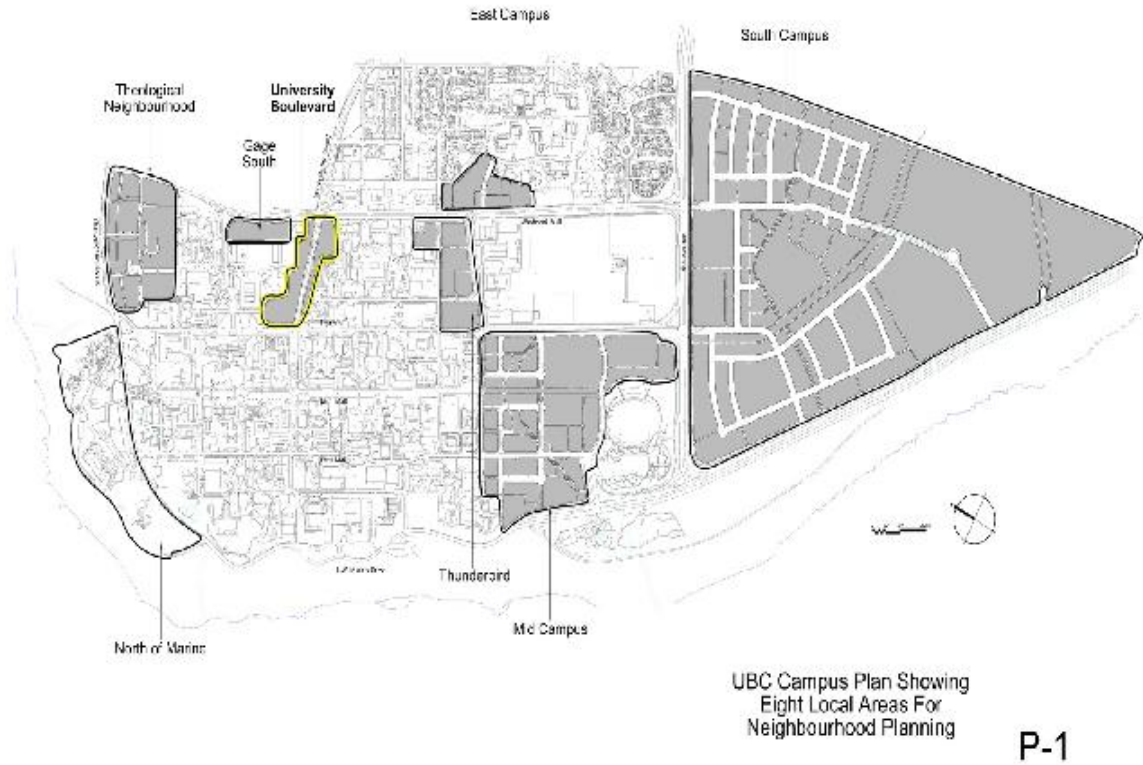 East Campus
South Campus
Theological
Neighbourhood
University
Boulevard
Gage
South
Thunderbird
Mid Campus
North of Marine
UBC Campus Plan Showing
Eight Local Areas For
Neighbourhood Planning
P-1